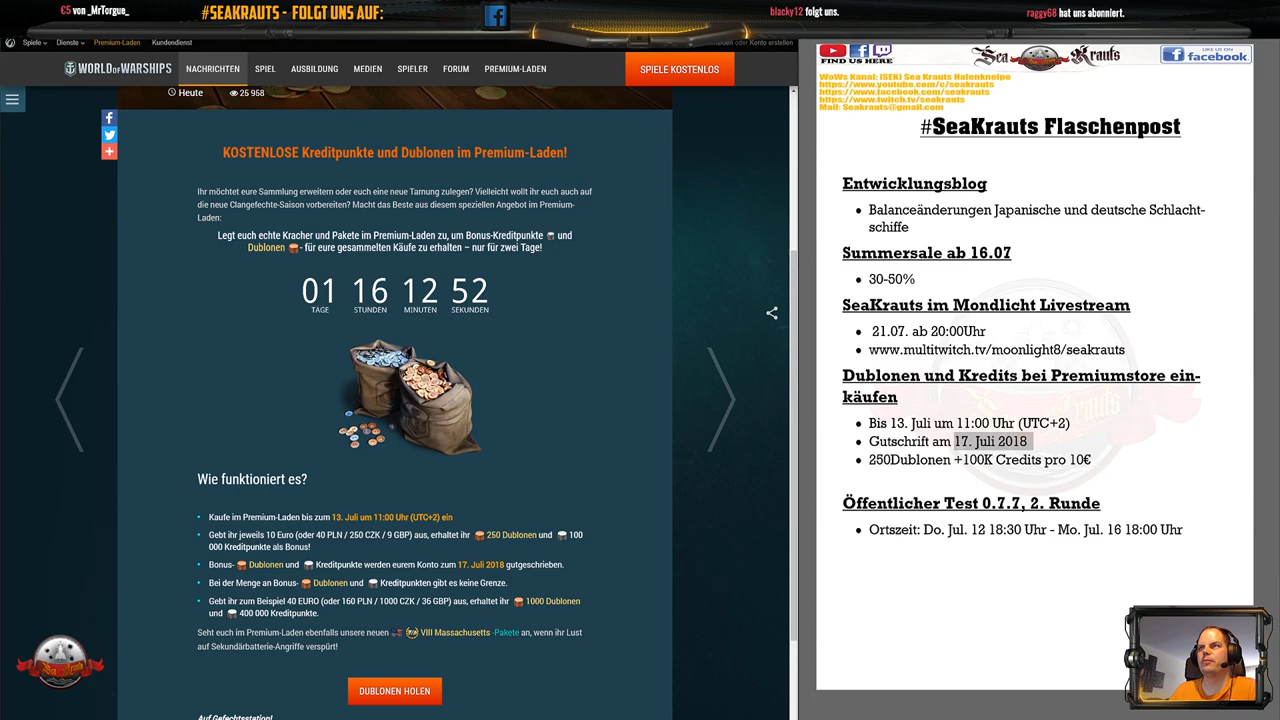 €5 von _MrTorgue_
#SEAKRAUTS - FOLGT UNS AUF:
blacky12 folgt uns.
raggy68 hat uns abonniert.
Spiele
Dienste
Premium-Laden
Kundendienst
oder Konto erstellen
WORLD OF WARSHIPS
NACHRICHTEN
SPIEL
SPIELER
FORUM
PREMIUM-LADEN
SPIELE KOSTENLOS
Heute
25 958
KOSTENLOSE Kreditpunkte und Dublonen im Premium-Laden!
Ihr möchtet eure Sammlung erweitern oder euch eine neue Tarnung zulegen? Vielleicht wollt ihr euch auch auf
die neue Clangefechte-Saison vorbereiten? Macht das Beste aus diesem speziellen Angebot im Premium-
Laden:
Legt euch echte Kracher und Pakete im Premium-Laden zu, um Bonus-Kreditpunkte und
Dublonen - für eure gesammelten Käufe zu erhalten – nur für zwei Tage!
01 16 12 52
TAGE STUNDEN MINUTEN SEKUNDEN
Wie funktioniert es?
Kaufe im Premium-Laden bis zum 13. Juli um 11:00 Uhr (UTC+2) ein
Gebt ihr jeweils 10 Euro (oder 40 PLN / 250 CZK / 9 GBP) aus, erhaltet ihr 250 Dublonen und 100
000 Kreditpunkte als Bonus!
Bonus- Dublonen und Kreditpunkte werden eurem Konto zum 17. Juli 2018 gutgeschrieben.
Bei der Menge an Bonus- Dublonen und Kreditpunkten gibt es keine Grenze.
Gebt ihr zum Beispiel 40 EURO (oder 160 PLN / 1000 CZK / 36 GBP) aus, erhaltet ihr 1000 Dublonen
und 400 000 Kreditpunkte.
Seht euch im Premium-Laden ebenfalls unsere neuen VIII Massachusetts -Pakete an, wenn ihr Lust
auf Sekundärbatterie-Angriffe verspürt!
DUBLONEN HOLEN
Auf Gefechtsstation!
Sea Krauts
FIND US HERE
Sea Krauts
LIKE US ON
facebook
WoWs Kanal: [SEK] Sea Krauts Hafenkneipe
https://www.youtube.com/c/seakrauts
https://www.facebook.com/seakrauts
https://www.twitch.tv/seakrauts
Mail: Seakrauts@gmail.com
#SeaKrauts Flaschenpost
Entwicklungsblog
• Balanceänderungen Japanische und deutsche Schlacht-
schiffe
Summersale ab 16.07
• 30-50%
SeaKrauts im Mondlicht Livestream
• 21.07. ab 20:00Uhr
• www.multitwitch.tv/moonlight8/seakrauts
Dublonen und Kredits bei Premiumstore ein-
käufen
• Bis 13. Juli um 11:00 Uhr (UTC+2)
• Gutschrift am 17. Juli 2018
• 250Dublonen +100K Credits pro 10€
Öffentlicher Test 0.7.7, 2. Runde
• Ortszeit: Do. Jul. 12 18:30 Uhr - Mo. Jul. 16 18:00 Uhr